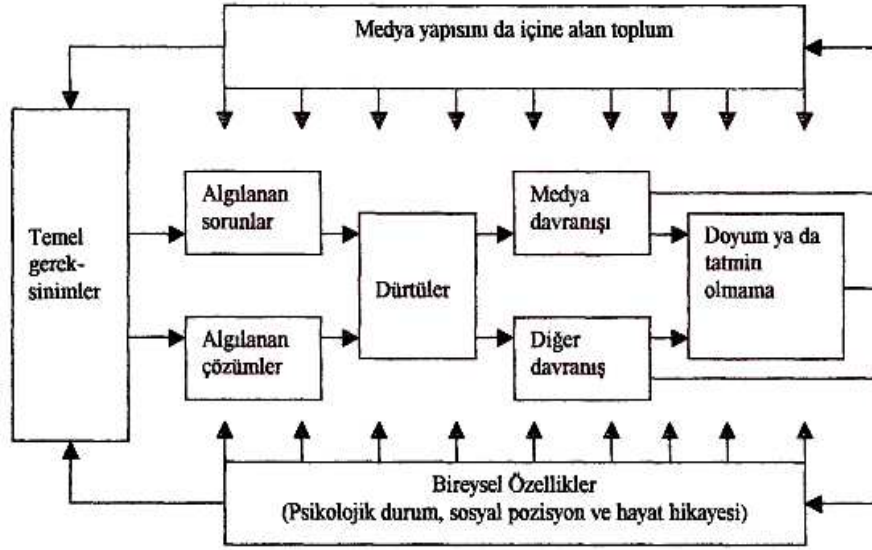 Medya yapısını da içine alan toplum
Temel
gerek-
sinimler
Algılanan
sorunlar
Algılanan
çözümler
Dürtüler
Medya
davranışı
Diğer
davranış
Doyum ya da
tatmin
olmama
Bireysel Özellikler
(Psikolojik durum, sosyal pozisyon ve hayat hikayesi)